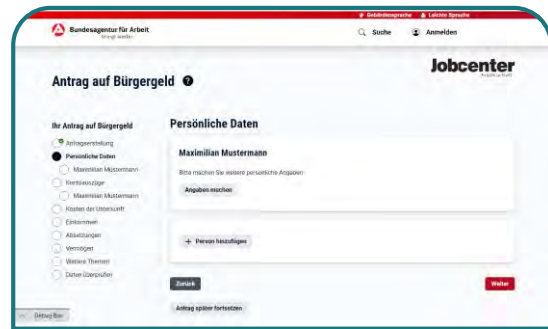 Gebärdensprache Leichte Sprache
Bundesagentur für Arbeit
bringt weiter.
Suche Anmelden
Jobcenter
Antrag auf Bürgergeld ?
Ihr Antrag auf Bürgergeld
Antragserstellung
Persönliche Daten
Maximilian Mustermann
Kontoauszüge
Maximilian Mustermann
Kosten der Unterkunft
Einkommen
Absetzungen
Vermögen
Weitere Themen
Daten überprüfen
Persönliche Daten
Maximilian Mustermann
Bitte machen Sie weitere persönliche Angaben
Angaben machen
+ Person hinzufügen
Zurück Weiter
Antrag später fortsetzen
Debug Bar